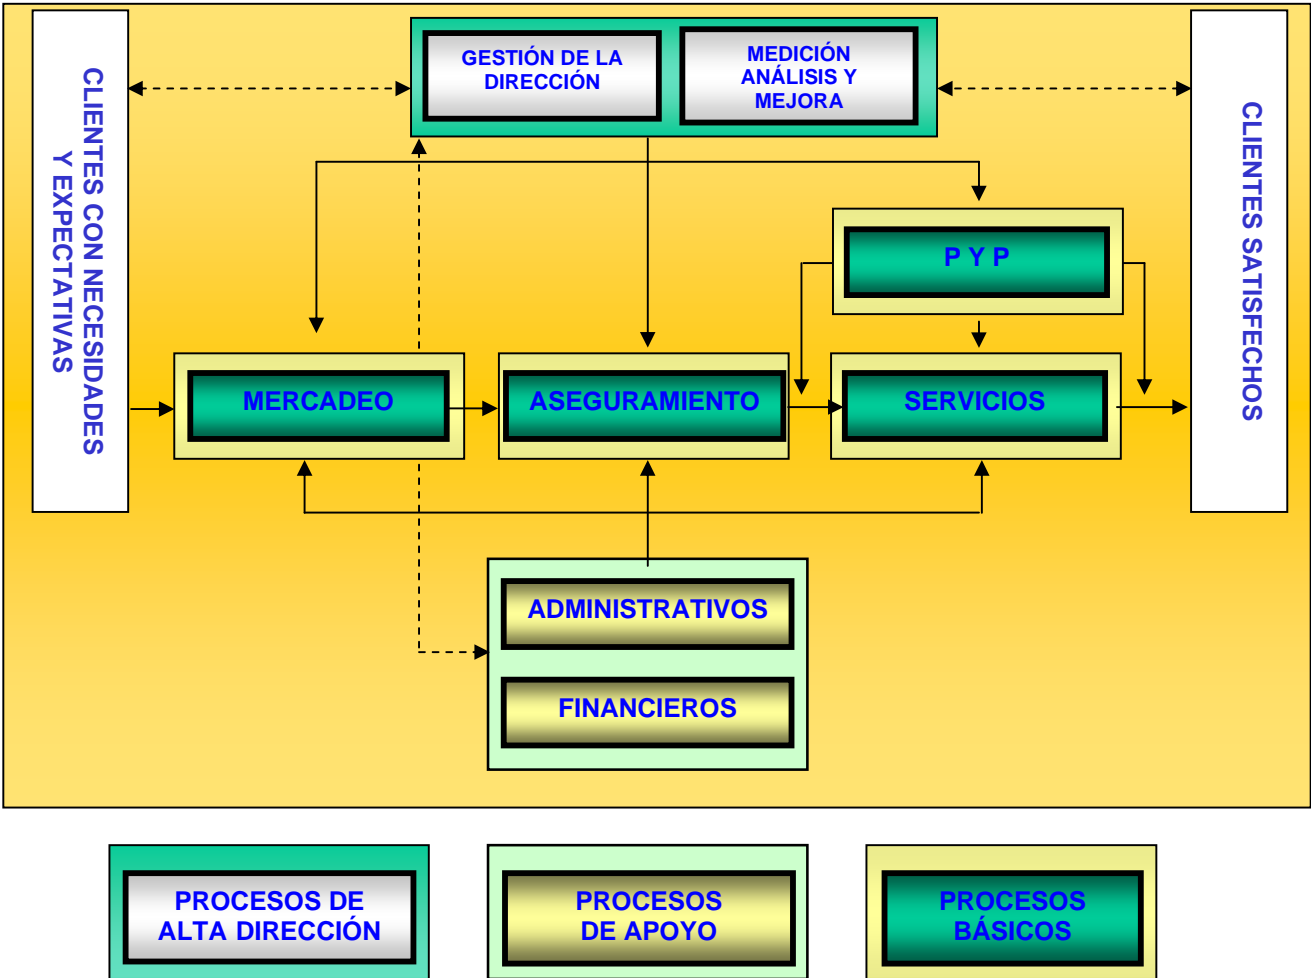 CLIENTES CON NECESIDADES
Y EXPECTATIVAS
GESTIÓN DE LA
DIRECCIÓN
MEDICIÓN
ANÁLISIS Y
MEJORA
CLIENTES SATISFECHOS
P Y P
MERCADEO
ASEGURAMIENTO
SERVICIOS
ADMINISTRATIVOS
FINANCIEROS
PROCESOS DE
ALTA DIRECCIÓN
PROCESOS
DE APOYO
PROCESOS
BÁSICOS